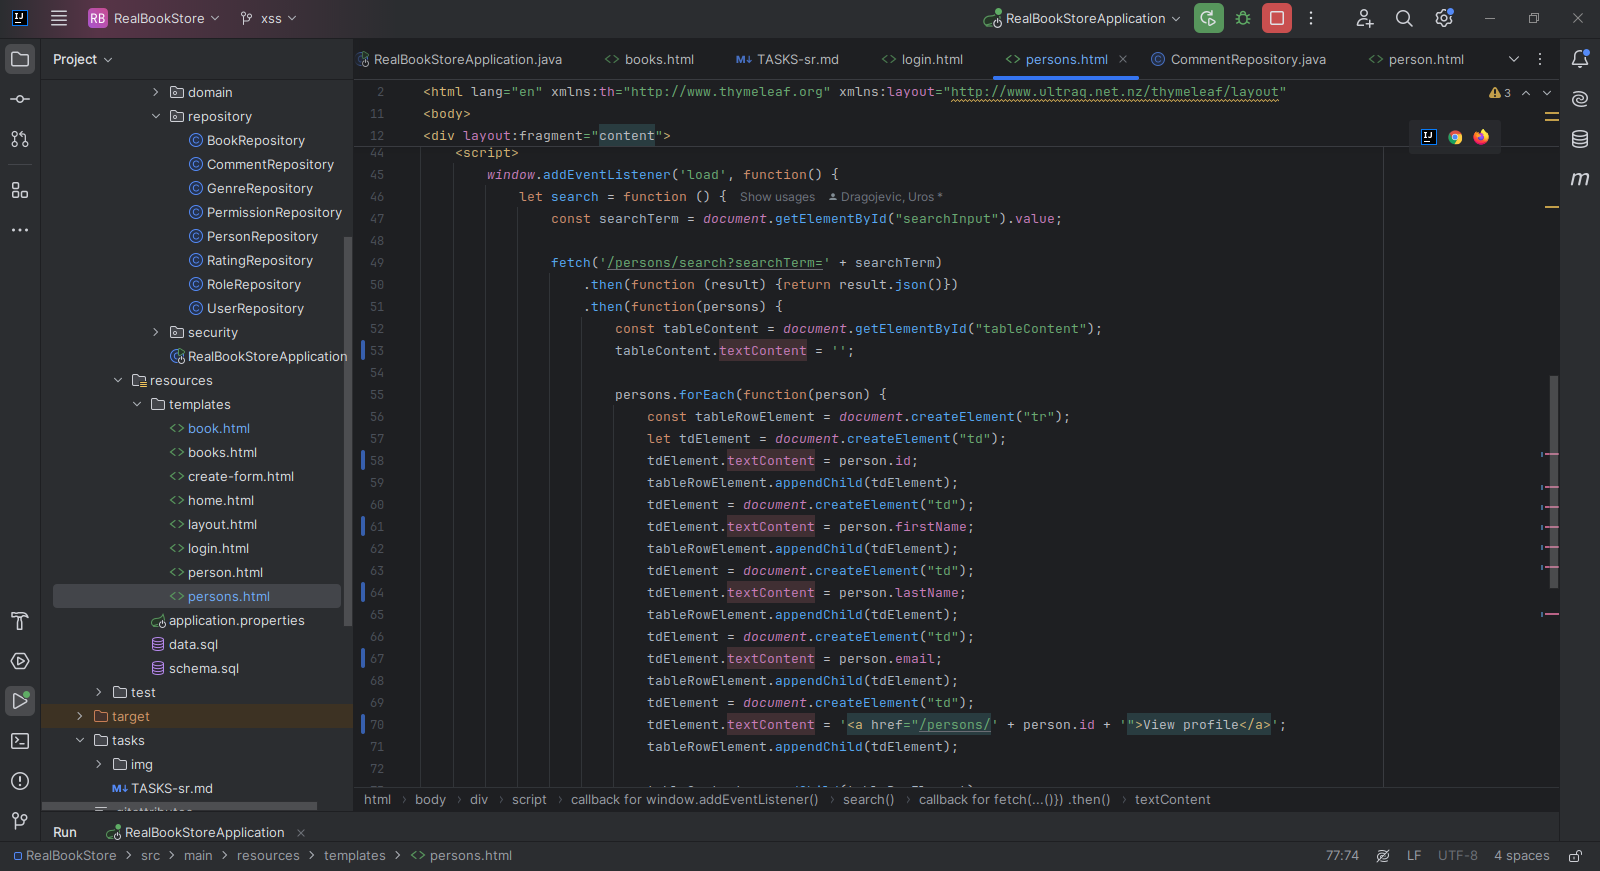 RB RealBookStore xss RealBookStoreApplication
Project
RealBookStoreApplication.java books.html TASKS-sr.md login.html persons.html CommentRepository.java person.html
domain
repository
BookRepository
CommentRepository
GenreRepository
PermissionRepository
PersonRepository
RatingRepository
RoleRepository
UserRepository
security
RealBookStoreApplication
resources
templates
book.html
books.html
create-form.html
home.html
layout.html
login.html
person.html
persons.html
application.properties
data.sql
schema.sql
test
target
tasks
img
TASKS-sr.md
2 <html lang="en" xmlns:th="http://www.thymeleaf.org" xmlns:layout="http://www.ultraq.net.nz/thymeleaf/layout" 3
11 <body>
12 <div layout:fragment="content">
44 <script>
45 window.addEventListener('load', function() {
46 let search = function () { Show usages Dragojevic, Uros *
47 const searchTerm = document.getElementById("searchInput").value;
48
49 fetch('/persons/search?searchTerm=' + searchTerm)
50 .then(function (result) {return result.json()})
51 .then(function(persons) {
52 const tableContent = document.getElementById("tableContent");
53 tableContent.textContent = '';
54
55 persons.forEach(function(person) {
56 const tableRowElement = document.createElement("tr");
57 let tdElement = document.createElement("td");
58 tdElement.textContent = person.id;
59 tableRowElement.appendChild(tdElement);
60 tdElement = document.createElement("td");
61 tdElement.textContent = person.firstName;
62 tableRowElement.appendChild(tdElement);
63 tdElement = document.createElement("td");
64 tdElement.textContent = person.lastName;
65 tableRowElement.appendChild(tdElement);
66 tdElement = document.createElement("td");
67 tdElement.textContent = person.email;
68 tableRowElement.appendChild(tdElement);
69 tdElement = document.createElement("td");
70 tdElement.textContent = '<a href="/persons/' + person.id + '">View profile</a>';
71 tableRowElement.appendChild(tdElement);
72
html body div script callback for window.addEventListener() search() callback for fetch(...()}) .then() textContent
Run RealBookStoreApplication
RealBookStore src main resources templates persons.html 77:74 LF UTF-8 4 spaces